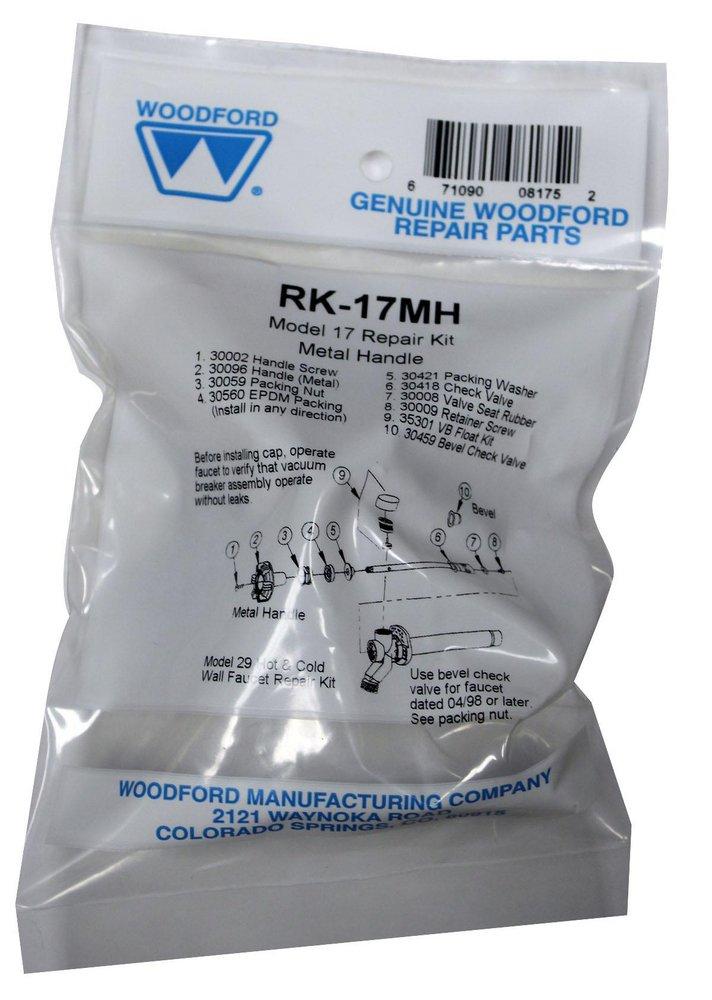 WOODFORD
®
6 71090 08175 2
GENUINE WOODFORD
REPAIR PARTS
RK-17MH
Model 17 Repair Kit
Metal Handle
1. 30002 Handle Screw
2. 30096 Handle (Metal)
3. 30059 Packing Nut
4. 30560 EPDM Packing
(Install in any direction)
5. 30421 Packing Washer
6. 30418 Check Valve
7. 30008 Valve Seat Rubber
8. 30009 Retainer Screw
9. 35301 VB Float Kit
10 30459 Bevel Check Valve
Before installing cap, operate
faucet to verify that vacuum
breaker assembly operate
without leaks.
9
10
Bevel
1
2
3
4
5
6
7
8
Metal Handle
Model 29 Hot & Cold
Wall Faucet Repair Kit
Use bevel check
valve for faucet
dated 04/98 or later.
See packing nut.
WOODFORD MANUFACTURING COMPANY
2121 WAYNOKA ROAD
COLORADO SPRINGS, CO. 80915